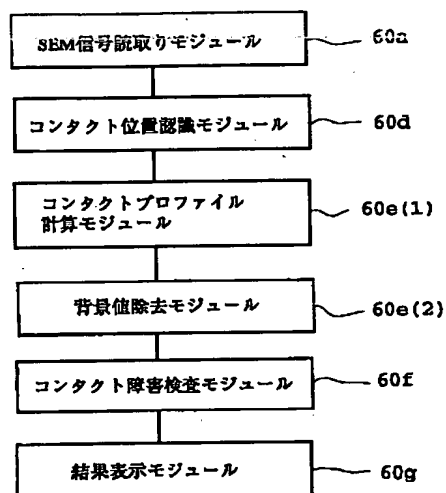 SEM信号読取りモジュール 60a
コンタクト位置認識モジュール 60d
コンタクトプロファイル
計算モジュール 60e(1)
背景値除去モジュール 60e(2)
コンタクト障害検査モジュール 60f
結果表示モジュール 60g